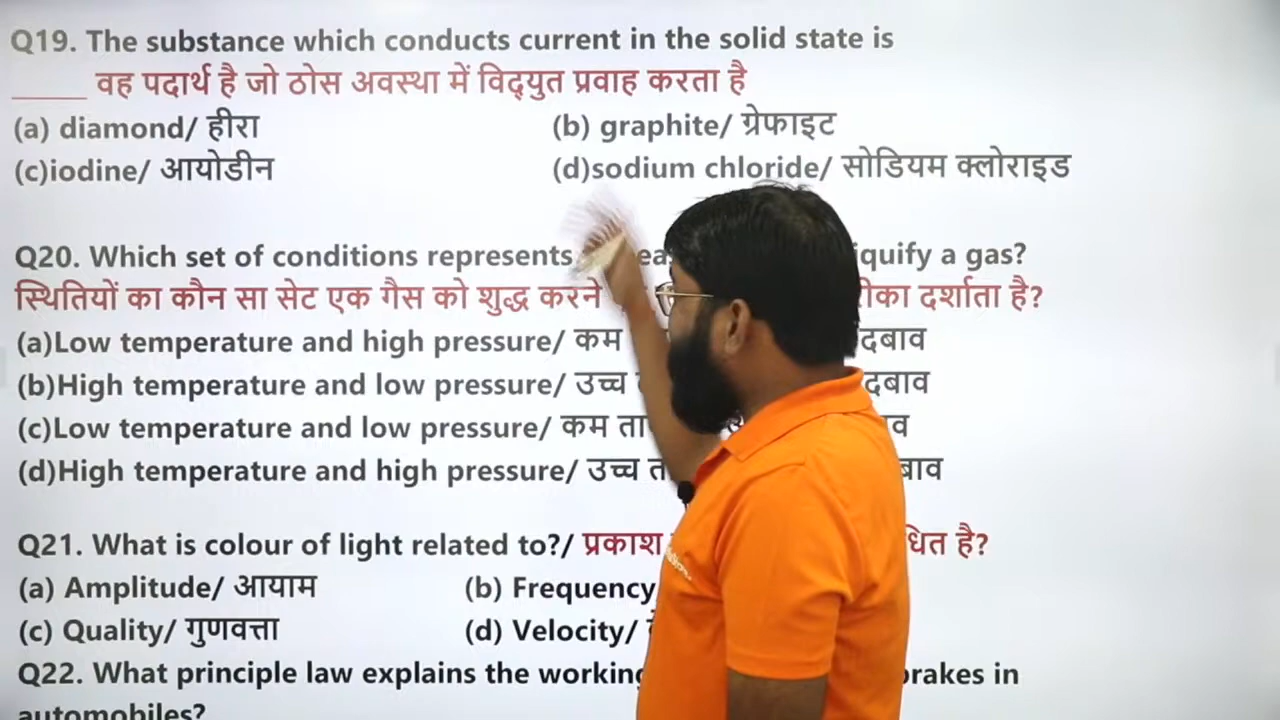 Q19. The substance which conducts current in the solid state is
_____ वह पदार्थ है जो ठोस अवस्था में विद्युत प्रवाह करता है
(a) diamond/ हीरा (b) graphite/ ग्रेफाइट
(c)iodine/ आयोडीन (d)sodium chloride/ सोडियम क्लोराइड
Q20. Which set of conditions represents iquify a gas?
स्थितियों का कौन सा सेट एक गैस को शुद्ध करने दर्शाता है?
(a)Low temperature and high pressure/ कम दबाव
(b)High temperature and low pressure/ उच्च दबाव
(c)Low temperature and low pressure/ कम
(d)High temperature and high pressure/ उच्च
Q21. What is colour of light related to?/ प्रकाश है?
(a) Amplitude/ आयाम (b) Frequency
(c) Quality/ गुणवत्ता (d) Velocity/
Q22. What principle law explains the working brakes in
automobiles?